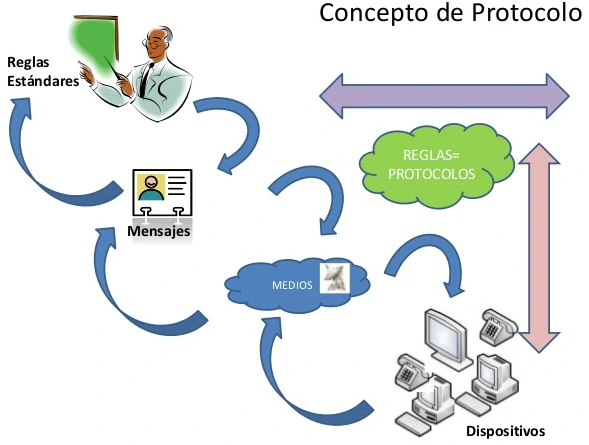 Concepto de Protocolo
Reglas
Estándares
REGLAS=
PROTOCOLOS
Mensajes
MEDIOS
Dispositivos